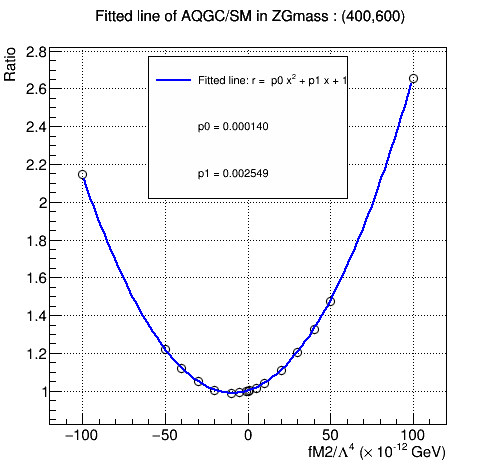 Fitted line of AQGC/SM in ZGmass : (400,600)
Ratio
2.8
2.6
2.4
2.2
2
1.8
1.6
1.4
1.2
1
Fitted line: r = p0 x² + p1 x + 1
p0 = 0.000140
p1 = 0.002549
−100 −50 0 50 100
fM2/Λ⁴ (× 10⁻¹² GeV)